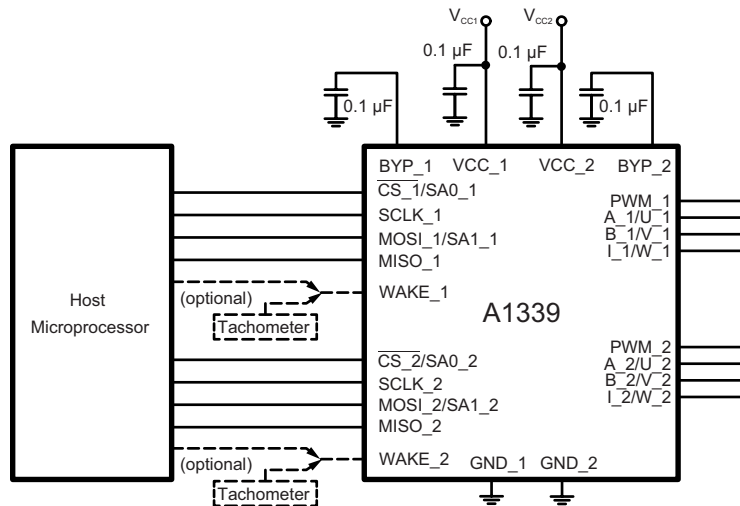 V_CC1 V_CC2
0.1 µF 0.1 µF
0.1 µF 0.1 µF
BYP_1 VCC_1 VCC_2 BYP_2
CS_1/SA0_1
SCLK_1
MOSI_1/SA1_1
MISO_1
WAKE_1
PWM_1
A_1/U_1
B_1/V_1
I_1/W_1
(optional)
Tachometer
Host
Microprocessor
A1339
CS_2/SA0_2
SCLK_2
MOSI_2/SA1_2
MISO_2
WAKE_2
PWM_2
A_2/U_2
B_2/V_2
I_2/W_2
(optional)
Tachometer
GND_1 GND_2